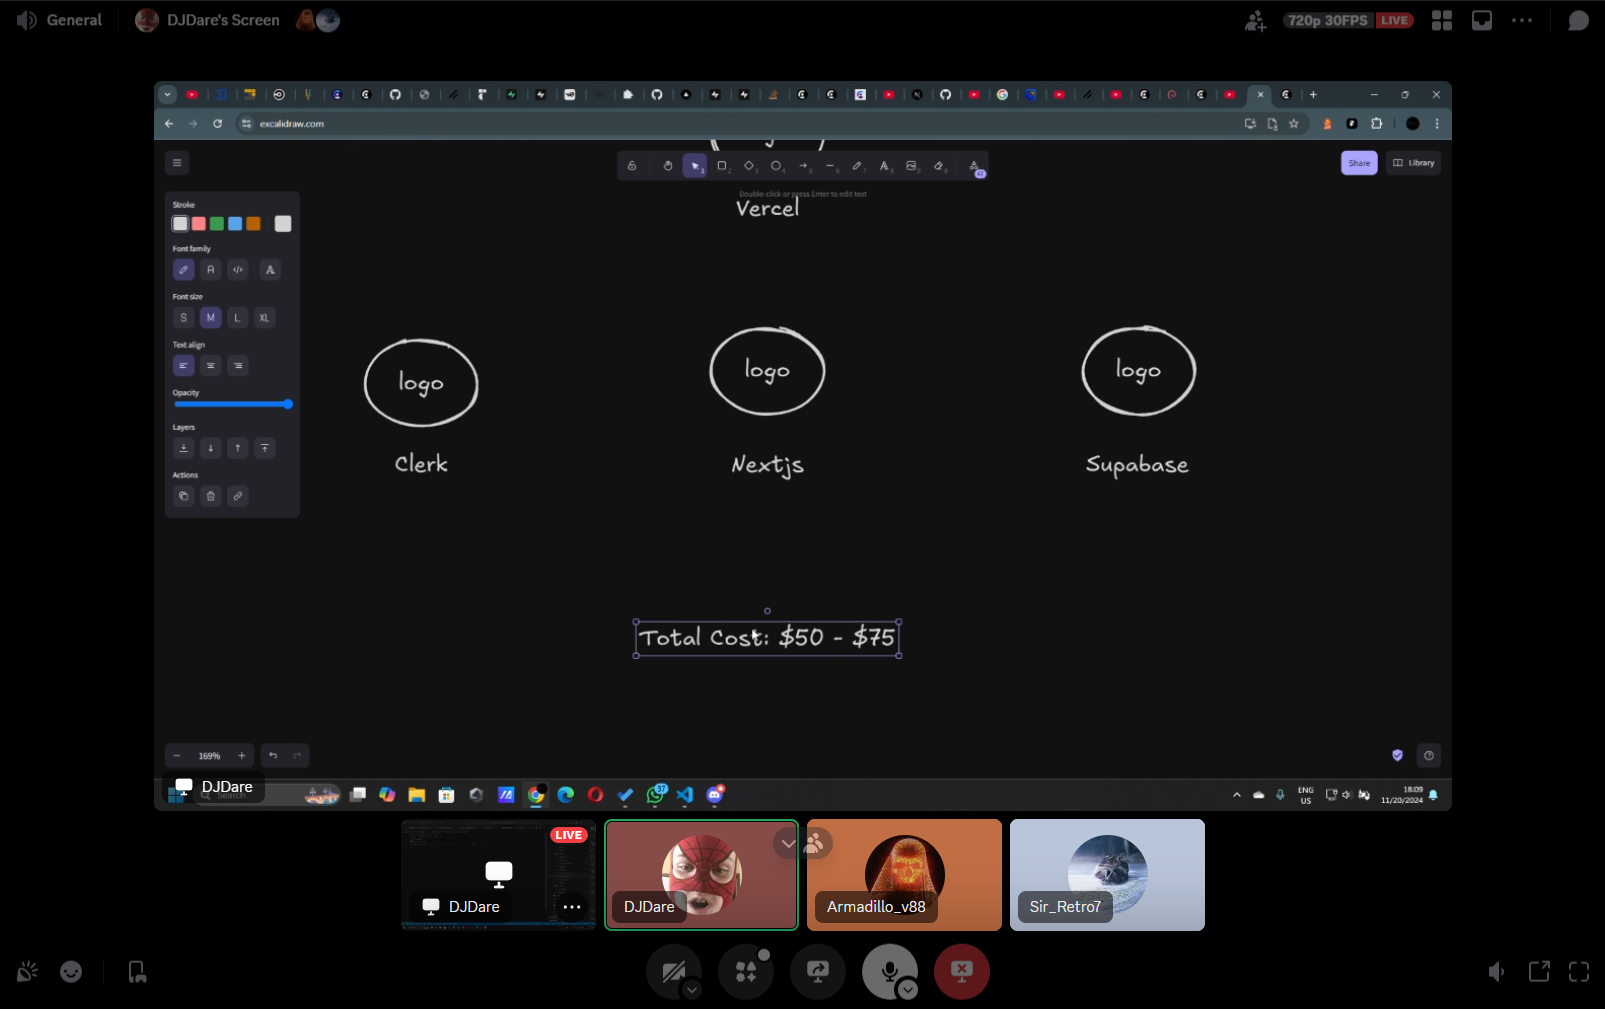 General
DJDare's Screen
720p 30FPS
LIVE
excalidraw.com
Share
Library
Double-click or press Enter to edit text
Vercel
Stroke
Font family
Font size
S M L XL
Text align
Opacity
Layers
Actions
logo
logo
logo
Clerk
Nextjs
Supabase
Total Cost: $50 - $75
169%
DJDare
Search
37
ENG
US
18:09
11/20/2024
LIVE
DJDare
DJDare
Armadillo_v88
Sir_Retro7